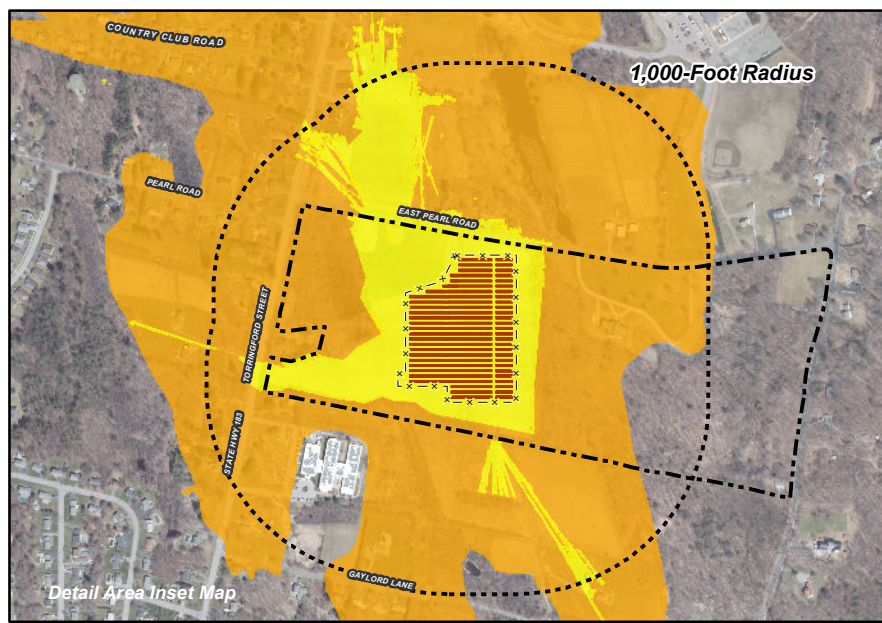 COUNTRY CLUB ROAD
1,000-Foot Radius
PEARL ROAD
EAST PEARL ROAD
TORRINGFORD STREET
STATE HWY 183
GAYLORD LANE
Detail Area Inset Map